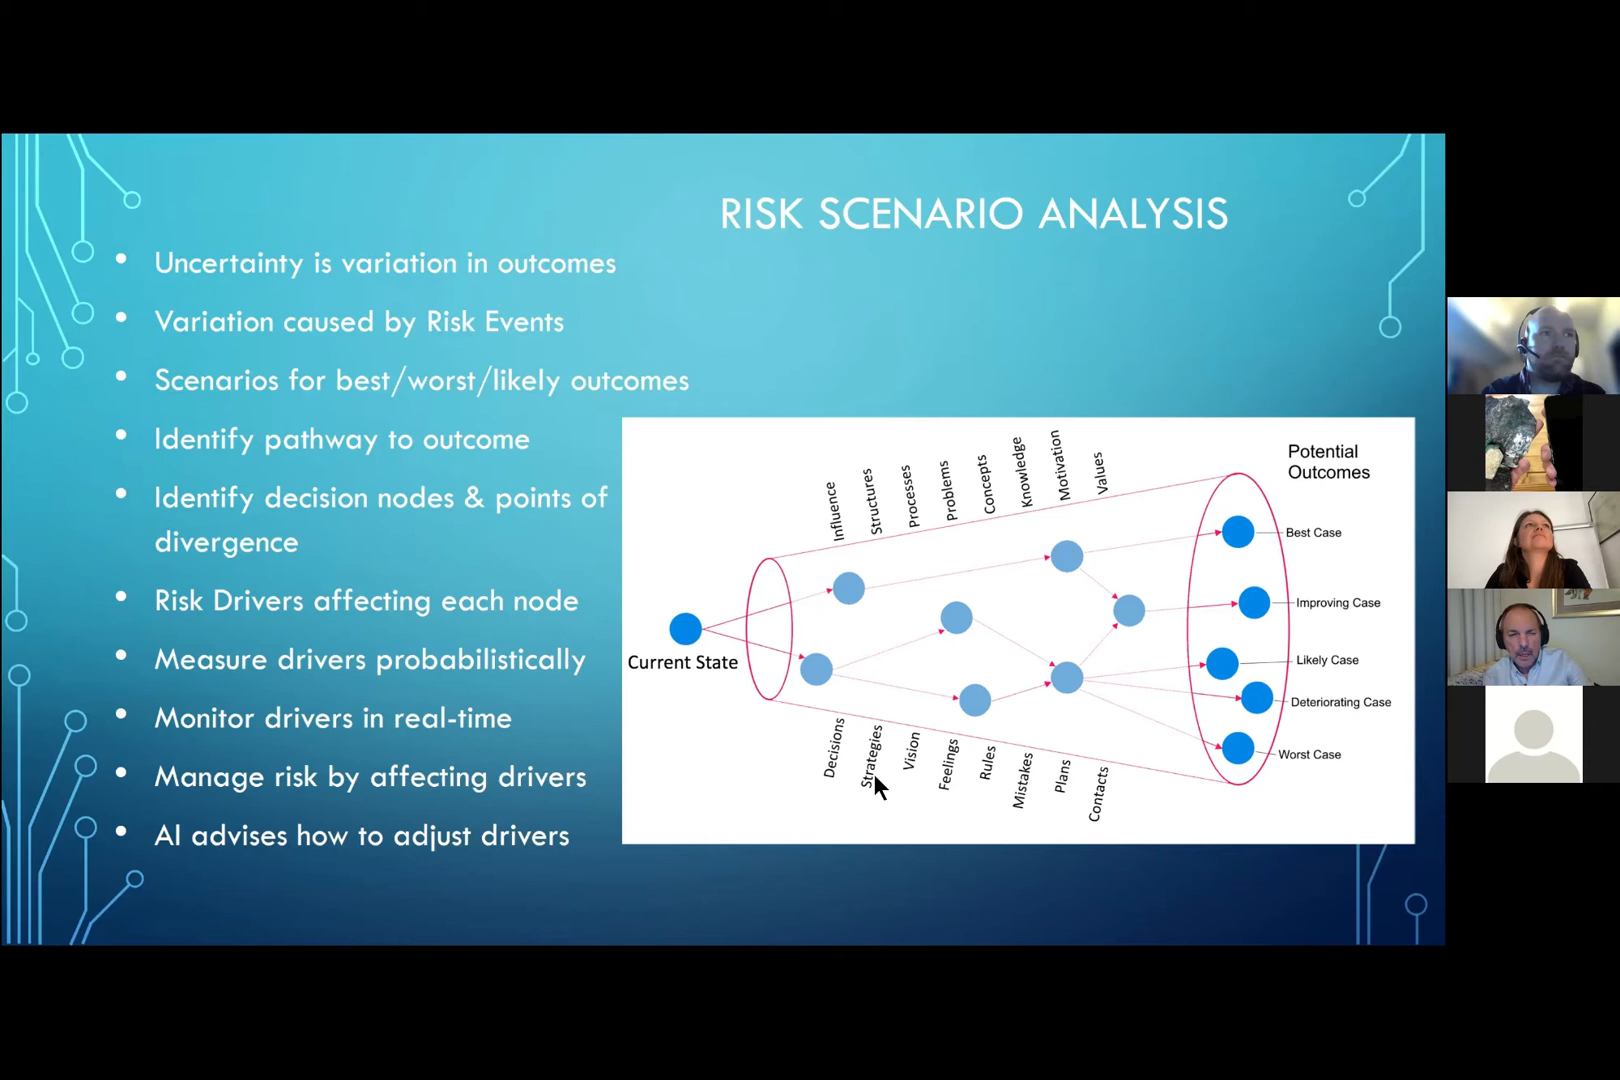 RISK SCENARIO ANALYSIS
Uncertainty is variation in outcomes
Variation caused by Risk Events
Scenarios for best/worst/likely outcomes
Identify pathway to outcome
Identify decision nodes & points of
divergence
Risk Drivers affecting each node
Measure drivers probabilistically
Monitor drivers in real-time
Manage risk by affecting drivers
AI advises how to adjust drivers
Influence
Structures
Processes
Problems
Concepts
Knowledge
Motivation
Values
Potential
Outcomes
Current State
Best Case
Improving Case
Likely Case
Deteriorating Case
Worst Case
Decisions
Strategies
Vision
Feelings
Rules
Mistakes
Plans
Contacts